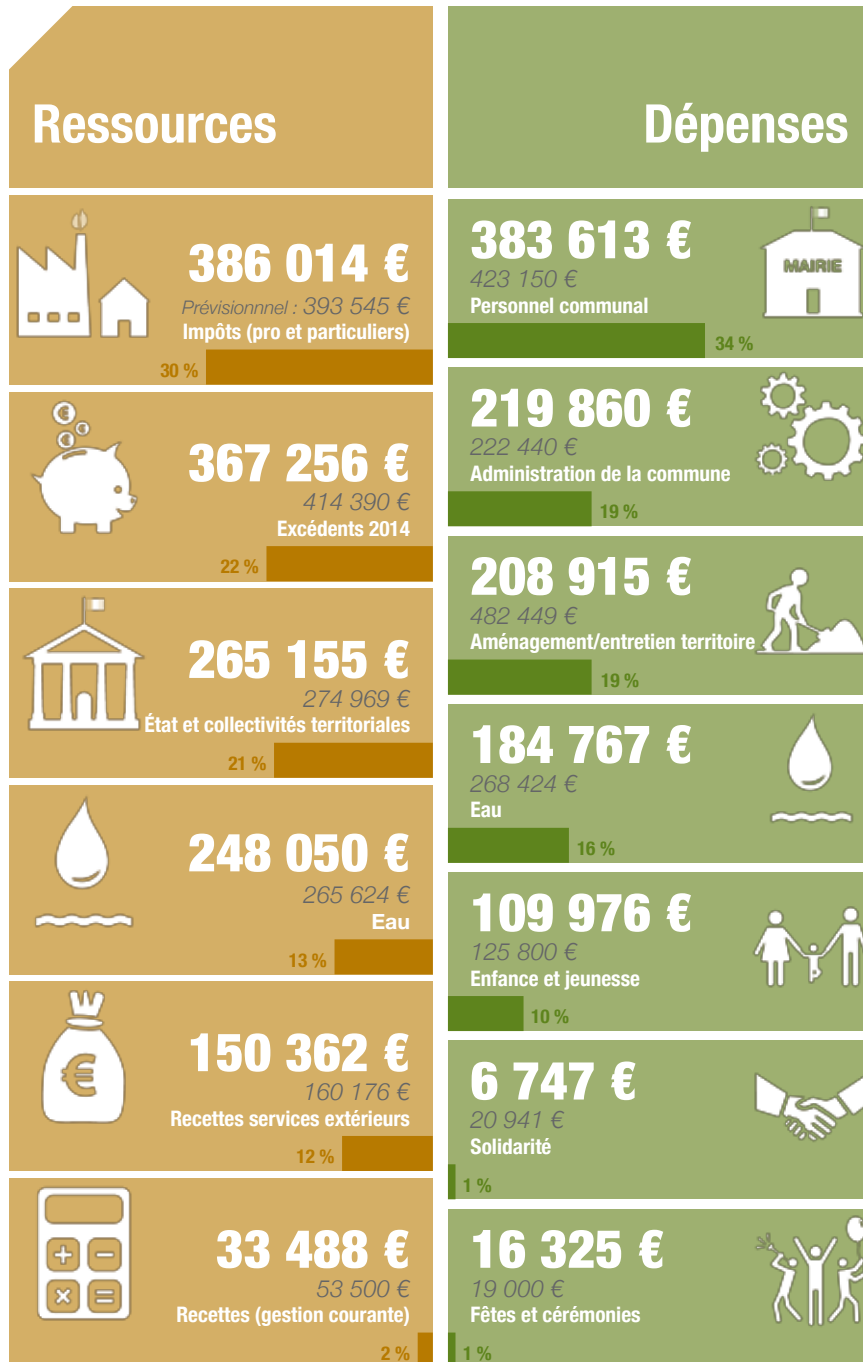 Ressources
386 014 €
Prévisionnnel : 393 545 €
Impôts (pro et particuliers)
30 %
367 256 €
414 390 €
Excédents 2014
22 %
265 155 €
274 969 €
État et collectivités territoriales
21 %
248 050 €
265 624 €
Eau
13 %
150 362 €
160 176 €
Recettes services extérieurs
12 %
33 488 €
53 500 €
Recettes (gestion courante)
2 %
Dépenses
383 613 €
423 150 €
Personnel communal
MAIRIE
34 %
219 860 €
222 440 €
Administration de la commune
19 %
208 915 €
482 449 €
Aménagement/entretien territoire
19 %
184 767 €
268 424 €
Eau
16 %
109 976 €
125 800 €
Enfance et jeunesse
10 %
6 747 €
20 941 €
Solidarité
1 %
16 325 €
19 000 €
Fêtes et cérémonies
1 %